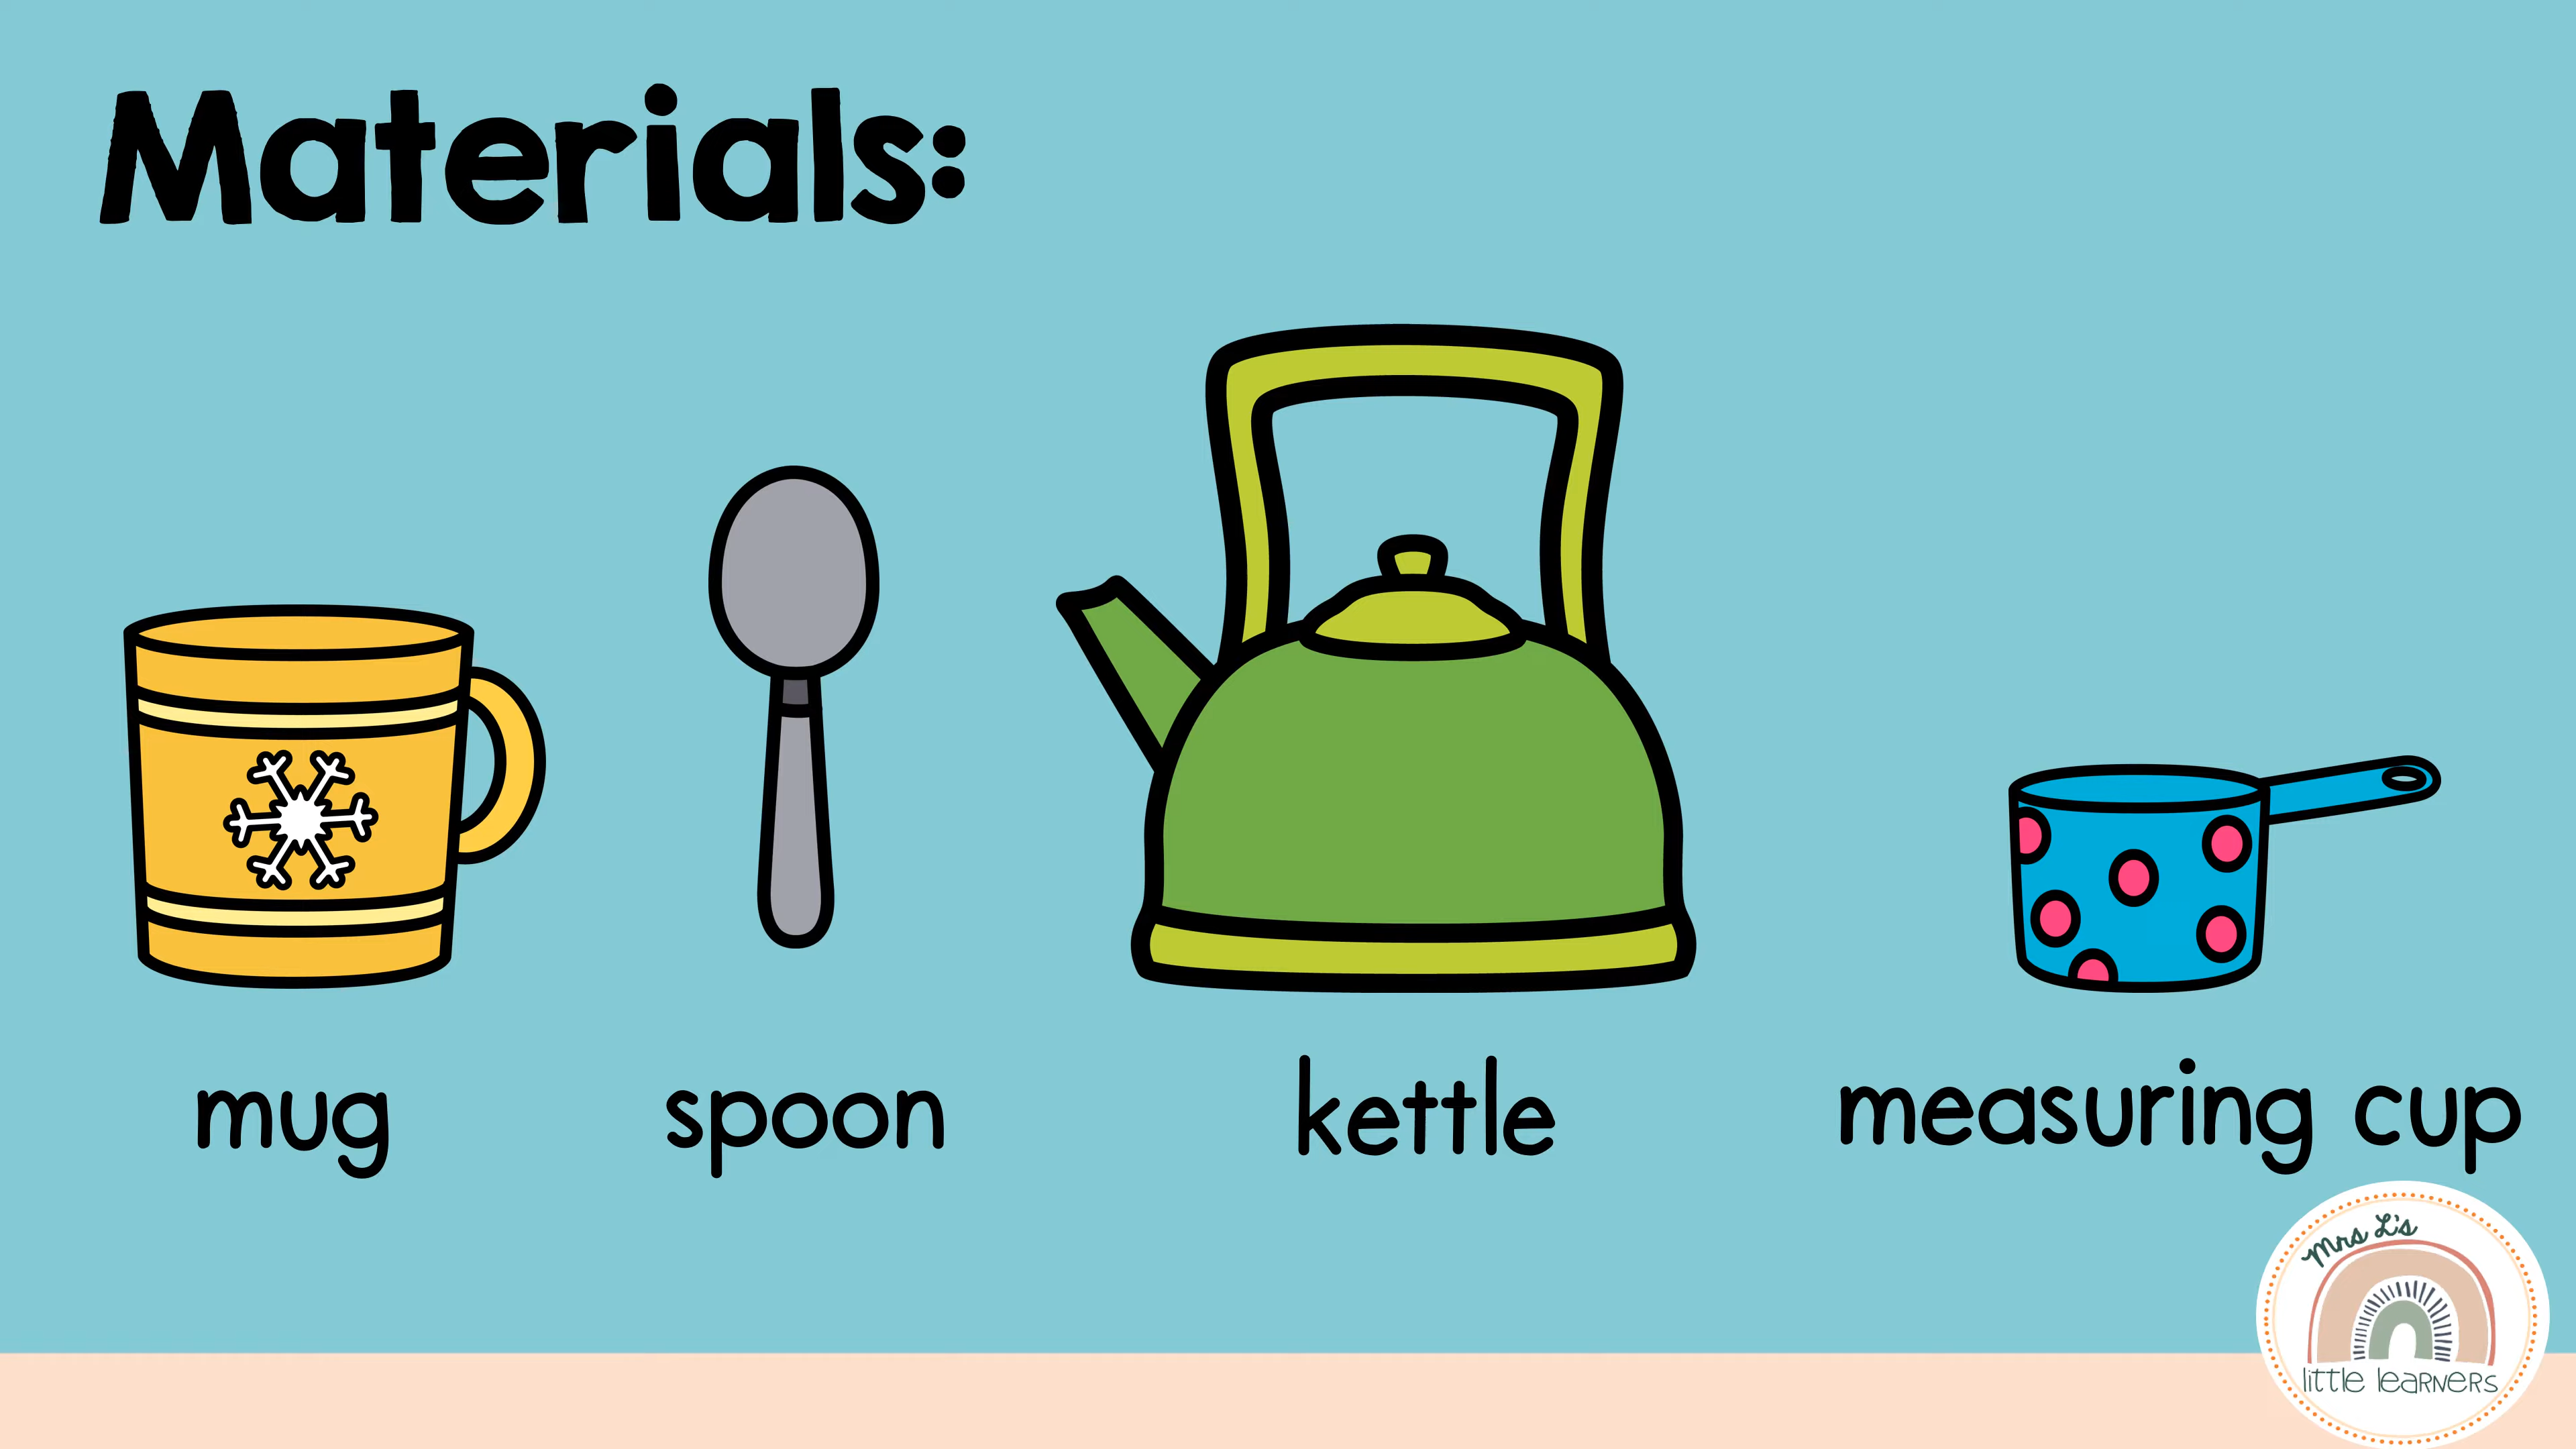 Materials:
mug
spoon
kettle
measuring cup
Mrs L's
little learners